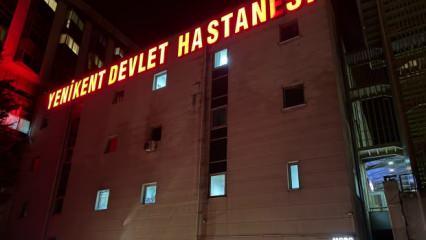 YENİKENT DEVLET HASTANESİ